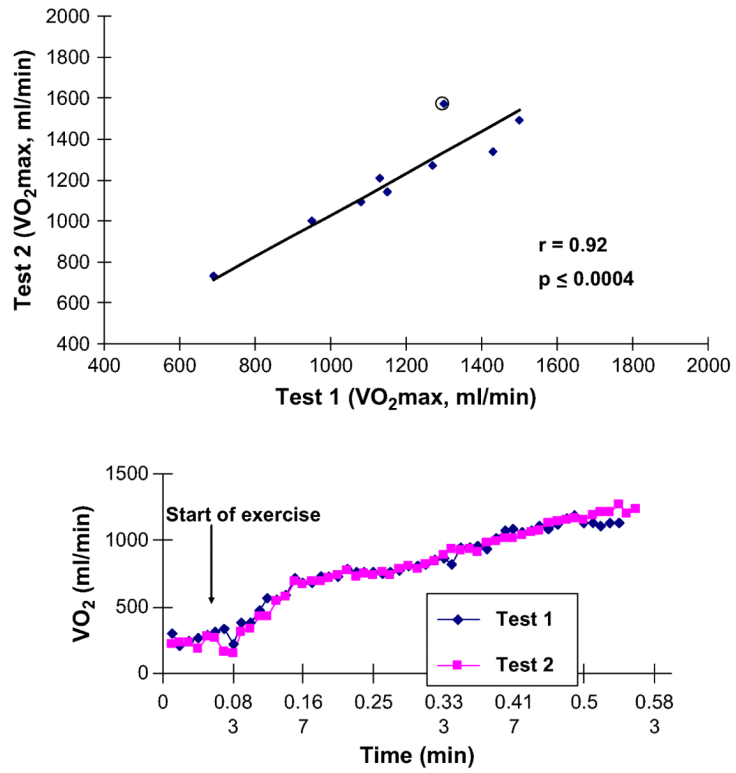 2000
1800
1600
1400
1200
1000
800
600
400
Test 2 (VO₂max, ml/min)
400 600 800 1000 1200 1400 1600 1800 2000
Test 1 (VO₂max, ml/min)
r = 0.92
p ≤ 0.0004
1500
1000
500
0
VO₂ (ml/min)
Start of exercise
Test 1
Test 2
0 0.08 0.16 0.25 0.33 0.41 0.5 0.58
3 7 3 7 3
Time (min)